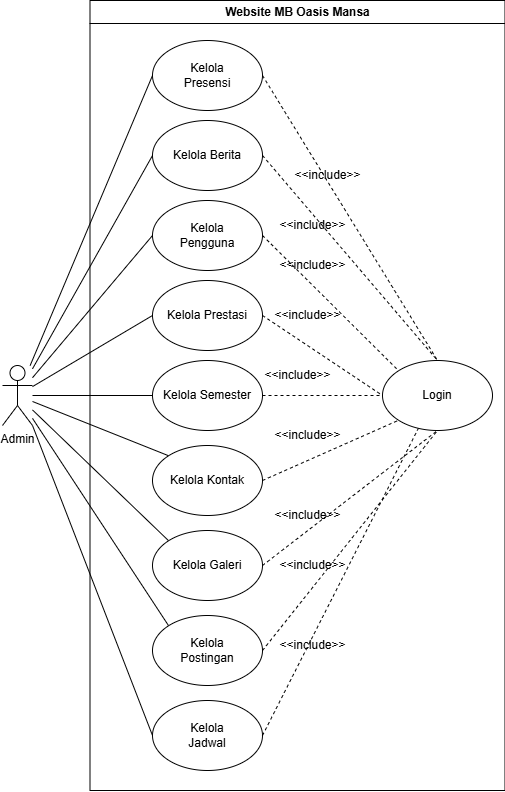 Website MB Oasis Mansa
Kelola
Presensi
Kelola Berita
<<include>>
Kelola
Pengguna
<<include>>
<<include>>
Kelola Prestasi
<<include>>
Admin
Kelola Semester
<<include>>
Login
Kelola Kontak
<<include>>
Kelola Galeri
<<include>>
<<include>>
Kelola
Postingan
<<include>>
Kelola
Jadwal